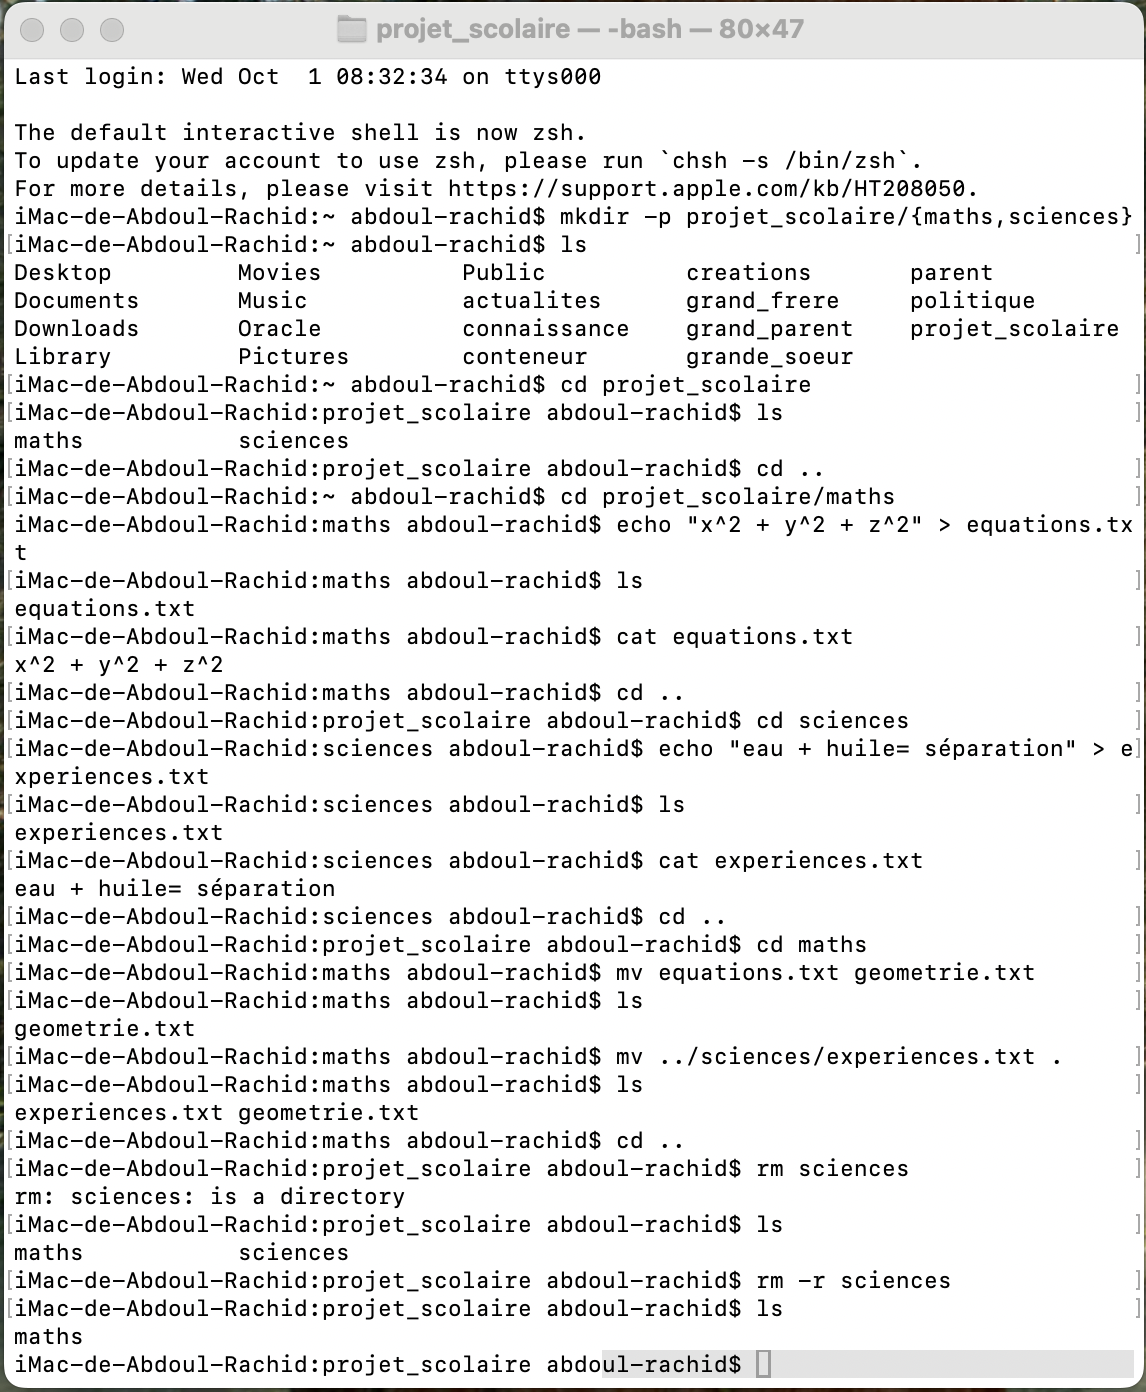 projet_scolaire — -bash — 80×47
Last login: Wed Oct  1 08:32:34 on ttys000
The default interactive shell is now zsh.
To update your account to use zsh, please run `chsh -s /bin/zsh`.
For more details, please visit https://support.apple.com/kb/HT208050.
iMac-de-Abdoul-Rachid:~ abdoul-rachid$ mkdir -p projet_scolaire/{maths,sciences}
[iMac-de-Abdoul-Rachid:~ abdoul-rachid$ ls ]
Desktop Movies Public creations parent
Documents Music actualites grand_frere politique
Downloads Oracle connaissance grand_parent projet_scolaire
Library Pictures conteneur grande_soeur
[iMac-de-Abdoul-Rachid:~ abdoul-rachid$ cd projet_scolaire ]
[iMac-de-Abdoul-Rachid:projet_scolaire abdoul-rachid$ ls ]
maths sciences
[iMac-de-Abdoul-Rachid:projet_scolaire abdoul-rachid$ cd .. ]
[iMac-de-Abdoul-Rachid:~ abdoul-rachid$ cd projet_scolaire/maths ]
iMac-de-Abdoul-Rachid:maths abdoul-rachid$ echo "x^2 + y^2 + z^2" > equations.tx
t
[iMac-de-Abdoul-Rachid:maths abdoul-rachid$ ls ]
equations.txt
[iMac-de-Abdoul-Rachid:maths abdoul-rachid$ cat equations.txt ]
x^2 + y^2 + z^2
[iMac-de-Abdoul-Rachid:maths abdoul-rachid$ cd .. ]
[iMac-de-Abdoul-Rachid:projet_scolaire abdoul-rachid$ cd sciences ]
[iMac-de-Abdoul-Rachid:sciences abdoul-rachid$ echo "eau + huile= séparation" > e]
xperiences.txt
[iMac-de-Abdoul-Rachid:sciences abdoul-rachid$ ls ]
experiences.txt
[iMac-de-Abdoul-Rachid:sciences abdoul-rachid$ cat experiences.txt ]
eau + huile= séparation
[iMac-de-Abdoul-Rachid:sciences abdoul-rachid$ cd .. ]
[iMac-de-Abdoul-Rachid:projet_scolaire abdoul-rachid$ cd maths ]
[iMac-de-Abdoul-Rachid:maths abdoul-rachid$ mv equations.txt geometrie.txt ]
[iMac-de-Abdoul-Rachid:maths abdoul-rachid$ ls ]
geometrie.txt
[iMac-de-Abdoul-Rachid:maths abdoul-rachid$ mv ../sciences/experiences.txt . ]
[iMac-de-Abdoul-Rachid:maths abdoul-rachid$ ls ]
experiences.txt geometrie.txt
[iMac-de-Abdoul-Rachid:maths abdoul-rachid$ cd .. ]
[iMac-de-Abdoul-Rachid:projet_scolaire abdoul-rachid$ rm sciences ]
rm: sciences: is a directory
[iMac-de-Abdoul-Rachid:projet_scolaire abdoul-rachid$ ls ]
maths sciences
[iMac-de-Abdoul-Rachid:projet_scolaire abdoul-rachid$ rm -r sciences ]
[iMac-de-Abdoul-Rachid:projet_scolaire abdoul-rachid$ ls ]
maths
iMac-de-Abdoul-Rachid:projet_scolaire abdoul-rachid$